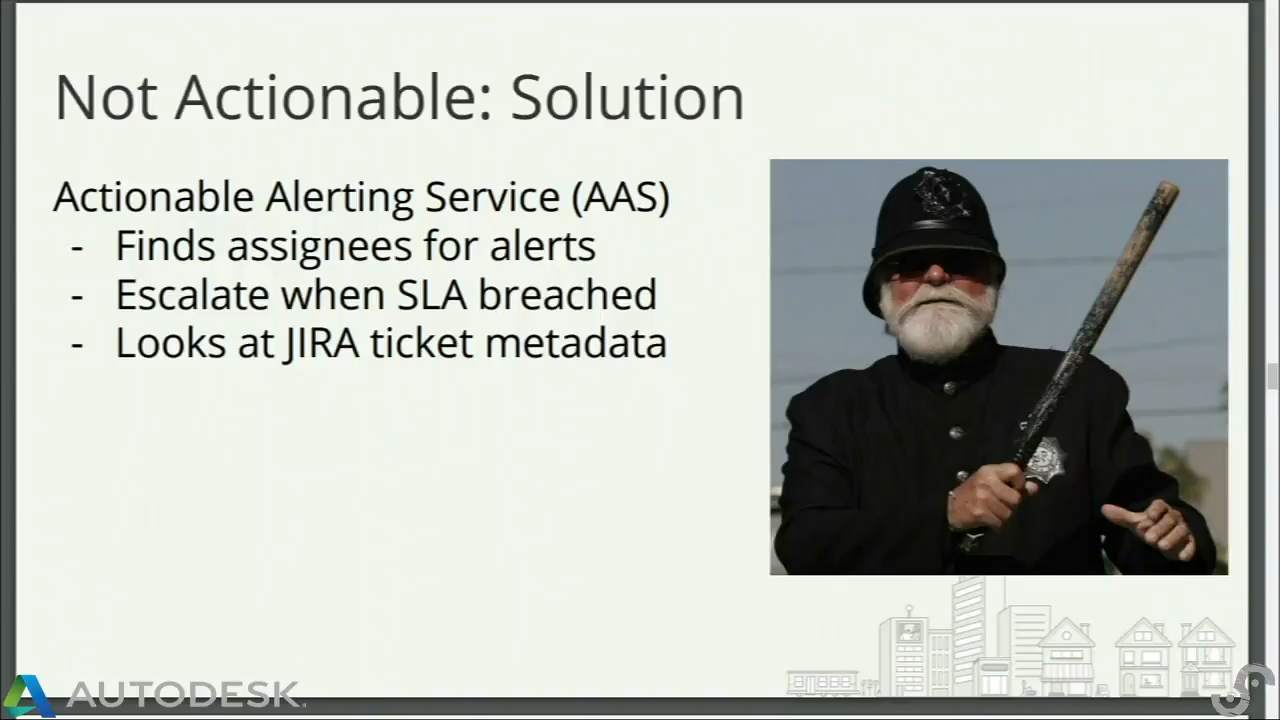 Not Actionable: Solution
Actionable Alerting Service (AAS)
- Finds assignees for alerts
- Escalate when SLA breached
- Looks at JIRA ticket metadata
AUTODESK.